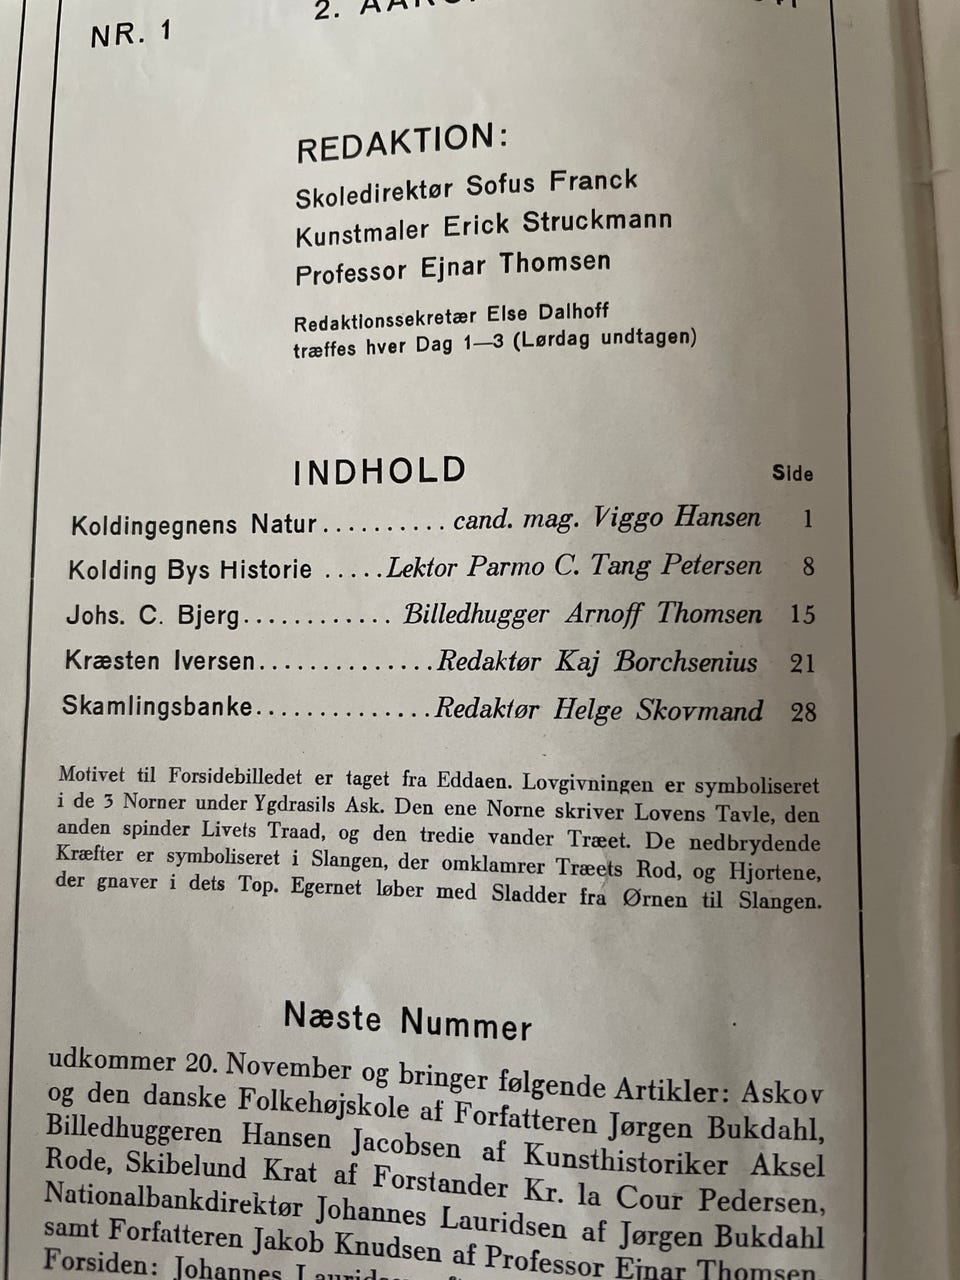 NR. 1
2.
REDAKTION:
Skoledirektør Sofus Franck
Kunstmaler Erick Struckmann
Professor Ejnar Thomsen
Redaktionssekretær Else Dalhoff
træffes hver Dag 1—3 (Lørdag undtagen)
INDHOLD Side
Koldingegnens Natur.......... cand. mag. Viggo Hansen 1
Kolding Bys Historie .....Lektor Parmo C. Tang Petersen 8
Johs. C. Bjerg............ Billedhugger Arnoff Thomsen 15
Kræsten Iversen..............Redaktør Kaj Borchsenius 21
Skamlingsbanke..............Redaktør Helge Skovmand 28
Motivet til Forsidebilledet er taget fra Eddaen. Lovgivningen er symboliseret
i de 3 Norner under Ygdrasils Ask. Den ene Norne skriver Lovens Tavle, den
anden spinder Livets Traad, og den tredie vander Træet. De nedbrydende
Kræfter er symboliseret i Slangen, der omklamrer Træets Rod, og Hjortene,
der gnaver i dets Top. Egernet løber med Sladder fra Ørnen til Slangen.
Næste Nummer
udkommer 20. November og bringer følgende Artikler: Askov
og den danske Folkehøjskole af Forfatteren Jørgen Bukdahl,
Billedhuggeren Hansen Jacobsen af Kunsthistoriker Aksel
Rode, Skibelund Krat af Forstander Kr. la Cour Pedersen,
Nationalbankdirektør Johannes Lauridsen af Jørgen Bukdahl
samt Forfatteren Jakob Knudsen af Professor Ejnar Thomsen.
Forsiden: Johannes